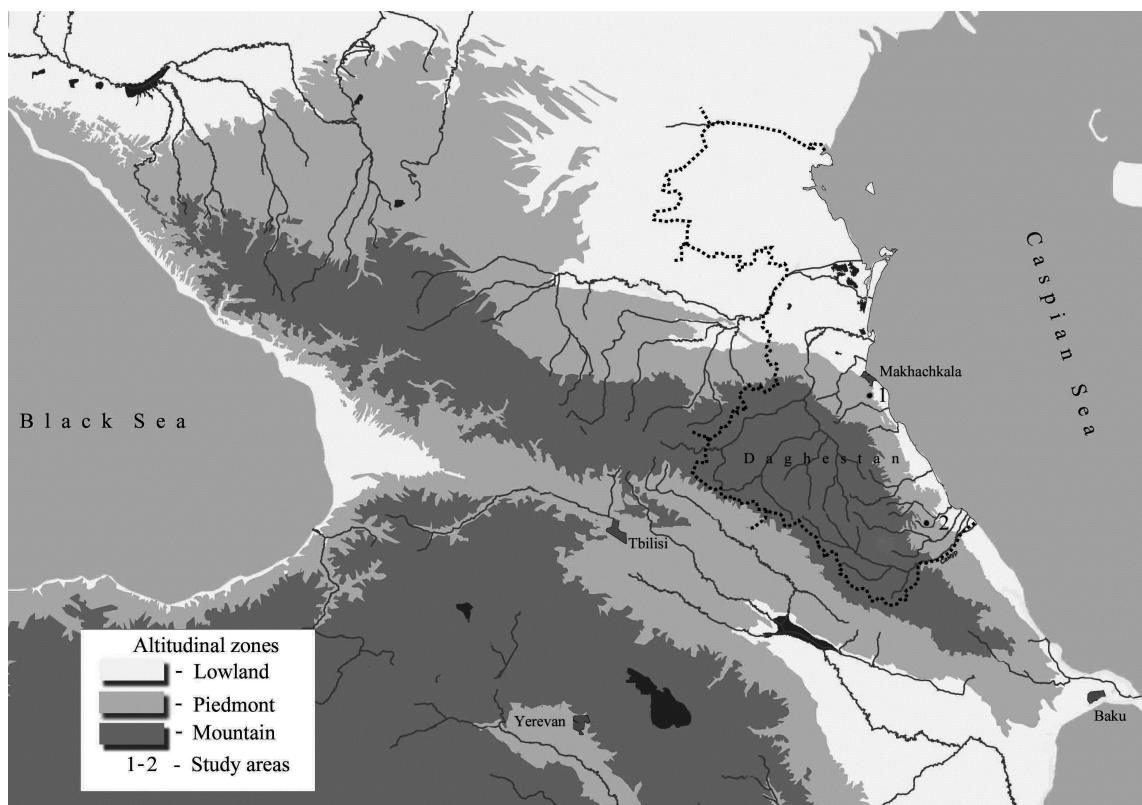 Caspian Sea
Makhachkala
1
Black Sea
Daghestan
2
Tbilisi
Altitudinal zones
- Lowland
- Piedmont
- Mountain
1-2 - Study areas
Yerevan
Baku